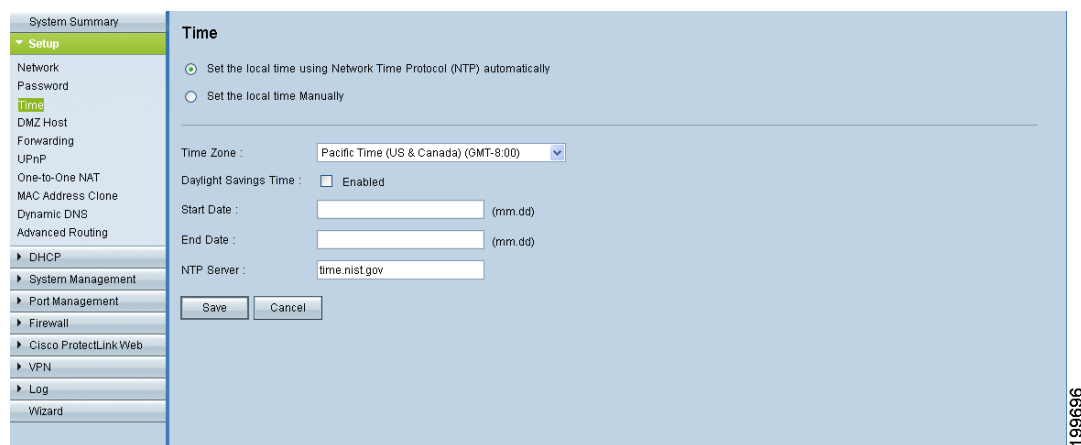 System Summary
Setup
Network
Password
Time
DMZ Host
Forwarding
UPnP
One-to-One NAT
MAC Address Clone
Dynamic DNS
Advanced Routing
DHCP
System Management
Port Management
Firewall
Cisco ProtectLink Web
VPN
Log
Wizard
Time
Set the local time using Network Time Protocol (NTP) automatically
Set the local time Manually
Time Zone : Pacific Time (US & Canada) (GMT-8:00)
Daylight Savings Time : Enabled
Start Date : (mm.dd)
End Date : (mm.dd)
NTP Server : time.nist.gov
Save Cancel
199696